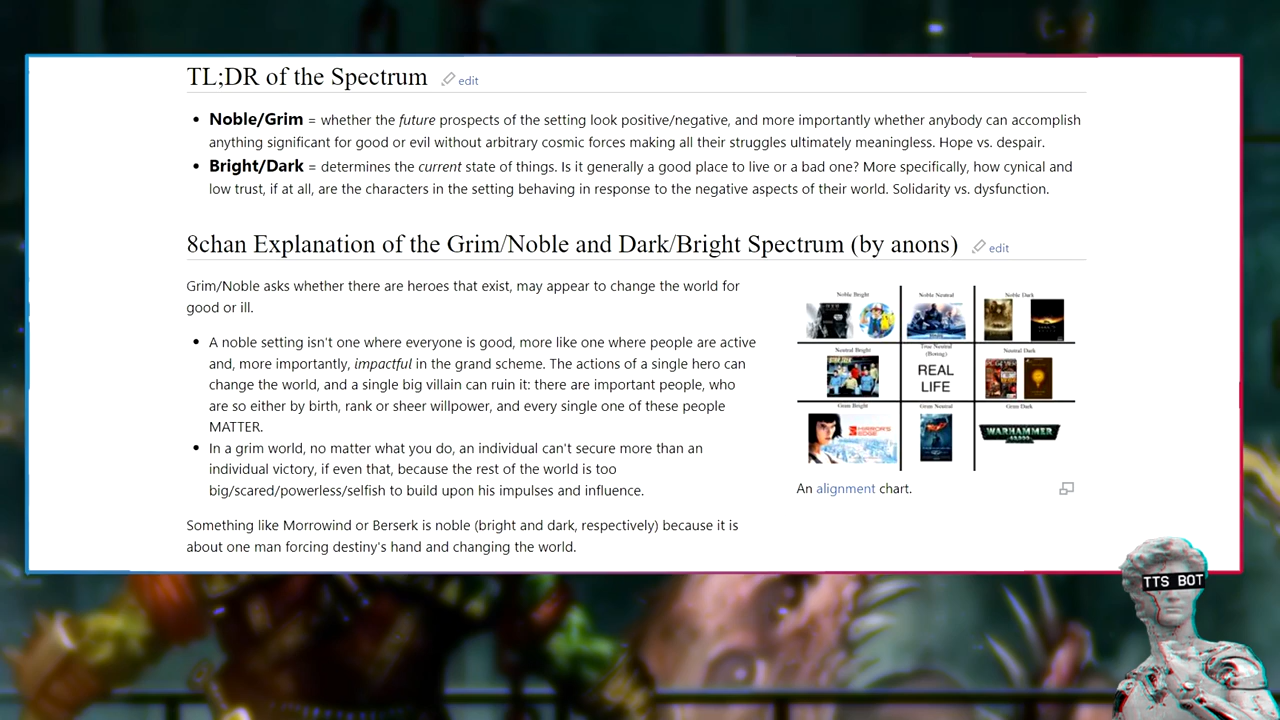 TL;DR of the Spectrum edit
Noble/Grim = whether the future prospects of the setting look positive/negative, and more importantly whether anybody can accomplish
anything significant for good or evil without arbitrary cosmic forces making all their struggles ultimately meaningless. Hope vs. despair.
Bright/Dark = determines the current state of things. Is it generally a good place to live or a bad one? More specifically, how cynical and
low trust, if at all, are the characters in the setting behaving in response to the negative aspects of their world. Solidarity vs. dysfunction.
8chan Explanation of the Grim/Noble and Dark/Bright Spectrum (by anons) edit
Grim/Noble asks whether there are heroes that exist, may appear to change the world for
good or ill.
A noble setting isn't one where everyone is good, more like one where people are active
and, more importantly, impactful in the grand scheme. The actions of a single hero can
change the world, and a single big villain can ruin it: there are important people, who
are so either by birth, rank or sheer willpower, and every single one of these people
MATTER.
In a grim world, no matter what you do, an individual can't secure more than an
individual victory, if even that, because the rest of the world is too
big/scared/powerless/selfish to build upon his impulses and influence.
Something like Morrowind or Berserk is noble (bright and dark, respectively) because it is
about one man forcing destiny's hand and changing the world.
Noble Bright
Noble Neutral
Noble Dark
Neutral Bright
STAR TREK
True Neutral
(Boring)
REAL
LIFE
Neutral Dark
Grim Bright
MIRROR'S
EDGE
Grim Neutral
Grim Dark
WARHAMMER
40,000
An alignment chart.
TTS BOT